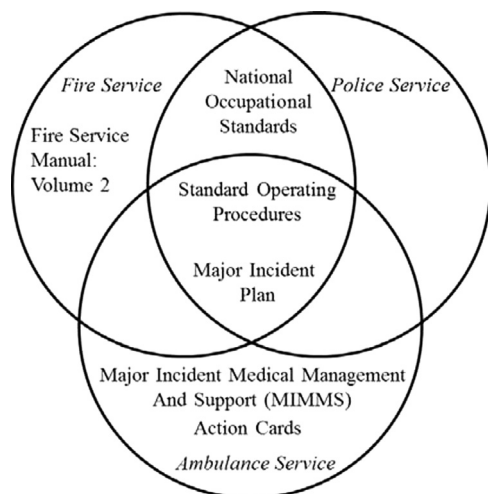 Fire Service
National
Occupational
Standards
Police Service
Fire Service
Manual:
Volume 2
Standard Operating
Procedures
Major Incident
Plan
Major Incident Medical Management
And Support (MIMMS)
Action Cards
Ambulance Service